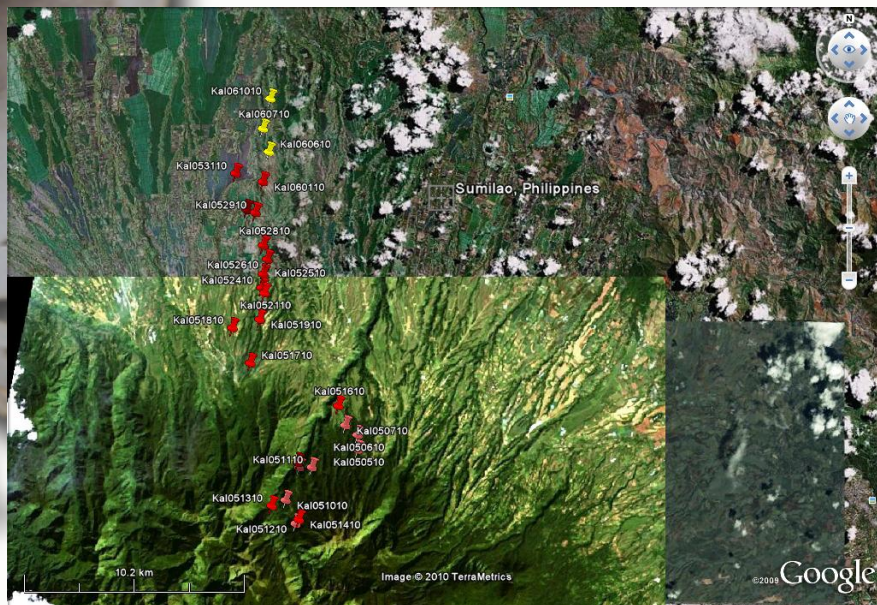 N
Kal061010
Kal060710
Kal060610
Kal053110
Kal060110
Sumilao, Philippines
Kal052910
Kal052810
Kal052610
Kal052510
Kal052410
Kal052110
Kal051810
Kal051910
Kal051710
Kal051610
Kal050710
Kal050610
Kal051110
Kal050510
Kal051310
Kal051010
Kal051210
Kal051410
10.2 km
Image © 2010 TerraMetrics
©2009 Google